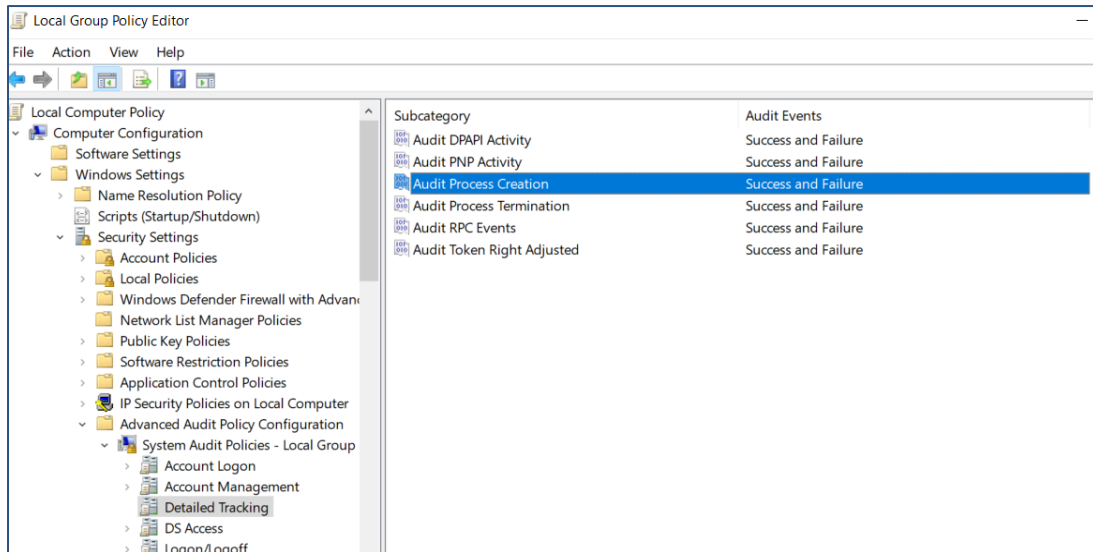 Local Group Policy Editor
File Action View Help
Local Computer Policy
Computer Configuration
Software Settings
Windows Settings
Name Resolution Policy
Scripts (Startup/Shutdown)
Security Settings
Account Policies
Local Policies
Windows Defender Firewall with Advan
Network List Manager Policies
Public Key Policies
Software Restriction Policies
Application Control Policies
IP Security Policies on Local Computer
Advanced Audit Policy Configuration
System Audit Policies - Local Group
Account Logon
Account Management
Detailed Tracking
DS Access
Logon/Logoff
Subcategory Audit Events
Audit DPAPI Activity Success and Failure
Audit PNP Activity Success and Failure
Audit Process Creation Success and Failure
Audit Process Termination Success and Failure
Audit RPC Events Success and Failure
Audit Token Right Adjusted Success and Failure